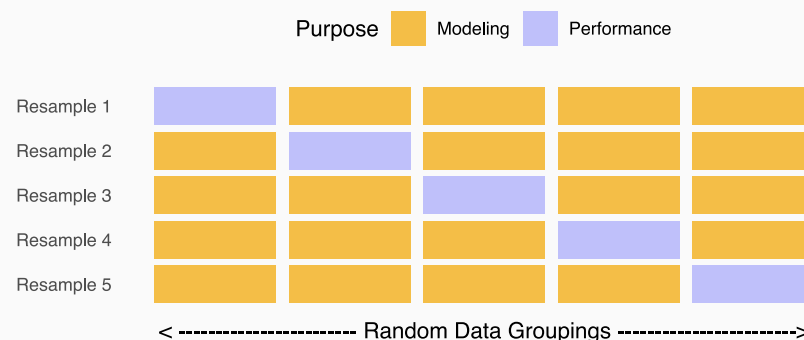 Purpose Modeling Performance
Resample 1
Resample 2
Resample 3
Resample 4
Resample 5
< ------------------ Random Data Groupings ------------------>